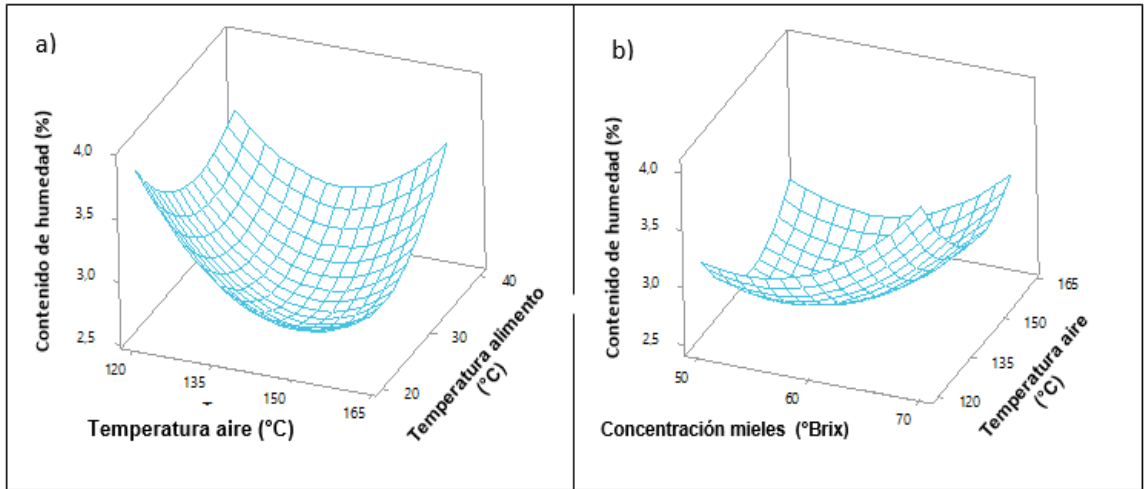 a)
Contenido de humedad (%)
4.0
3.5
3.0
2.5
120
135
150
165
Temperatura aire (°C)
20
30
40
Temperatura alimento
(°C)
b)
Contenido de humedad (%)
4.0
3.5
3.0
2.5
50
60
70
Concentración mieles (°Brix)
120
135
150
165
Temperatura aire
(°C)